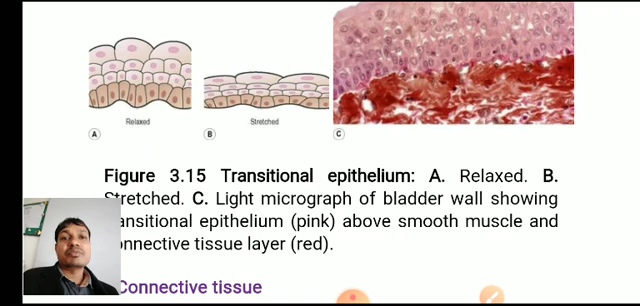 Relaxed
Stretched
A
B
C
Figure 3.15 Transitional epithelium: A. Relaxed. B.
Stretched. C. Light micrograph of bladder wall showing
ansitional epithelium (pink) above smooth muscle and
onnective tissue layer (red).
Connective tissue